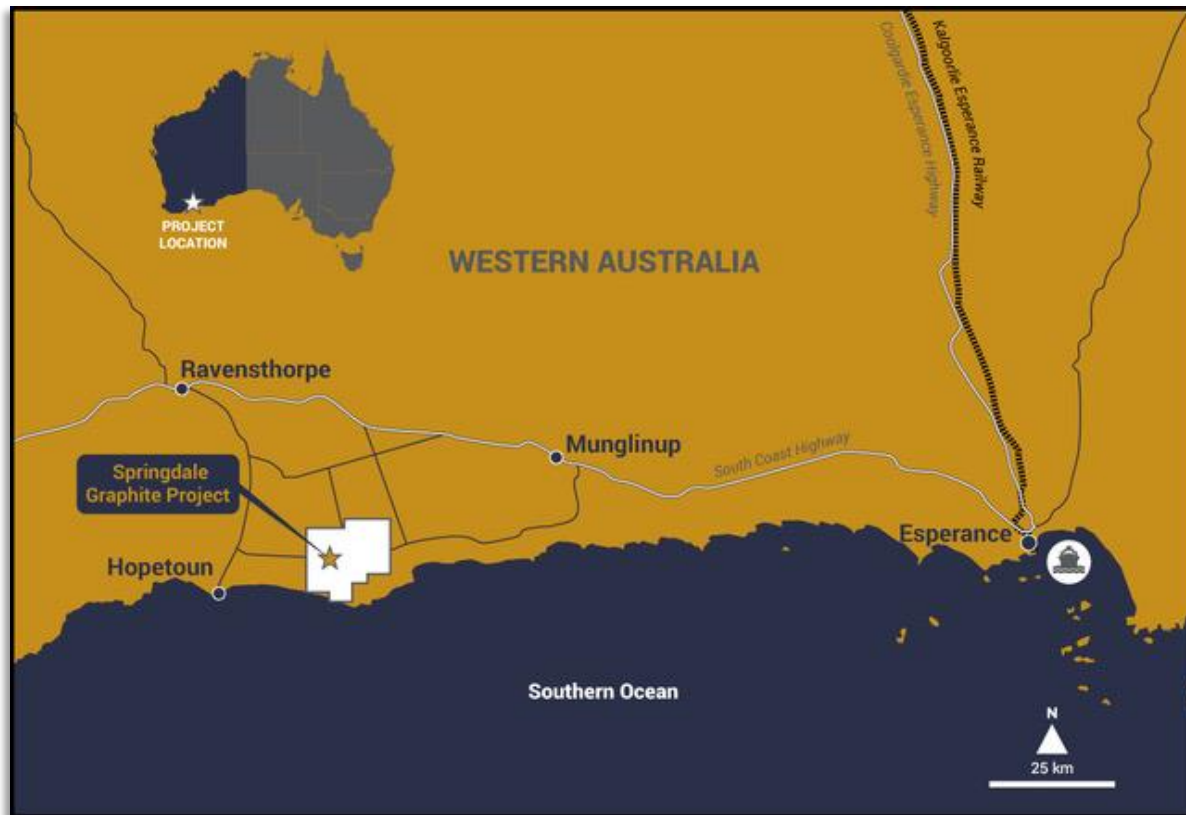 PROJECT
LOCATION
WESTERN AUSTRALIA
Coolgardie Esperance Highway
Kalgoorlie Esperance Railway
Ravensthorpe
Munglinup
South Coast Highway
Springdale
Graphite Project
Esperance
Hopetoun
Southern Ocean
N
25 km